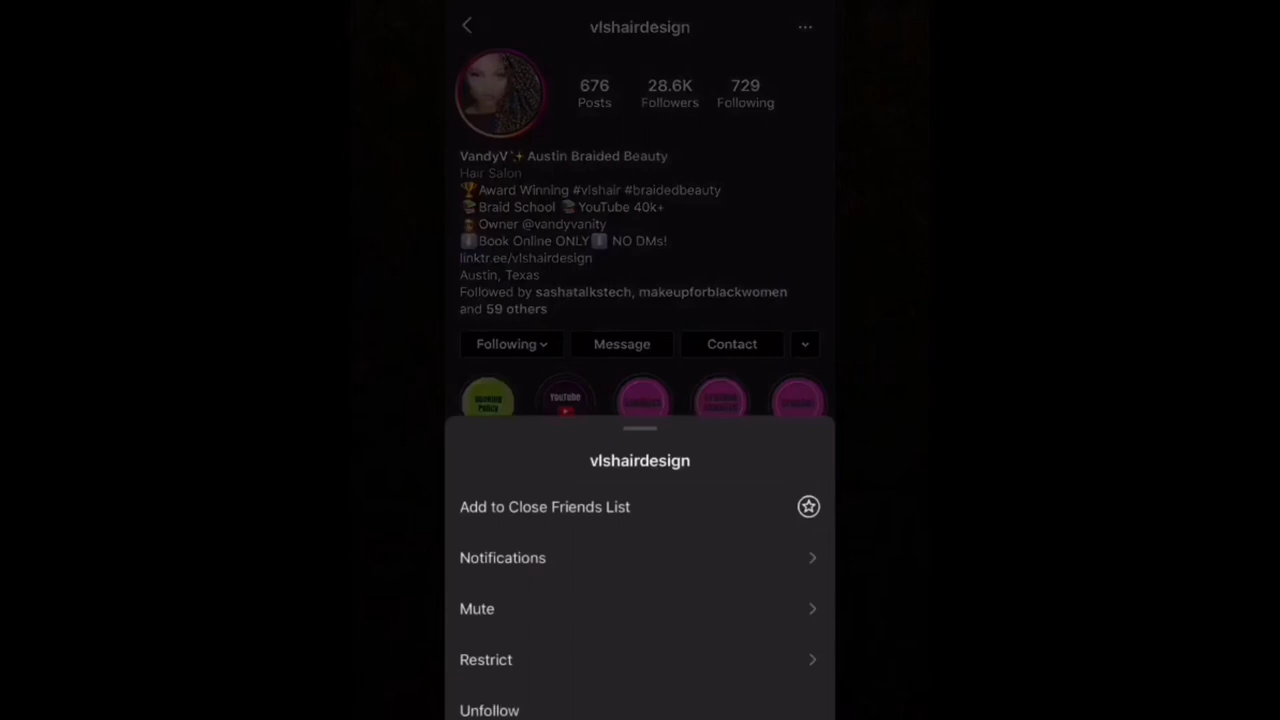 vlshairdesign
676
28.6K
729
Posts
Followers
Following
VandyV✨ Austin Braided Beauty
Hair Salon
🏆Award Winning #vlshair #braidedbeauty
📚Braid School 📚YouTube 40k+
Owner @vandyvanity
⬇️Book Online ONLY⬇️ NO DMs!
linktr.ee/vlshairdesign
Austin, Texas
Followed by sashatalkstech, makeupforblackwomen
and 59 others
Following
Message
Contact
Booking
Policy
YouTube
vlshairdesign
Add to Close Friends List
Notifications
Mute
Restrict
Unfollow